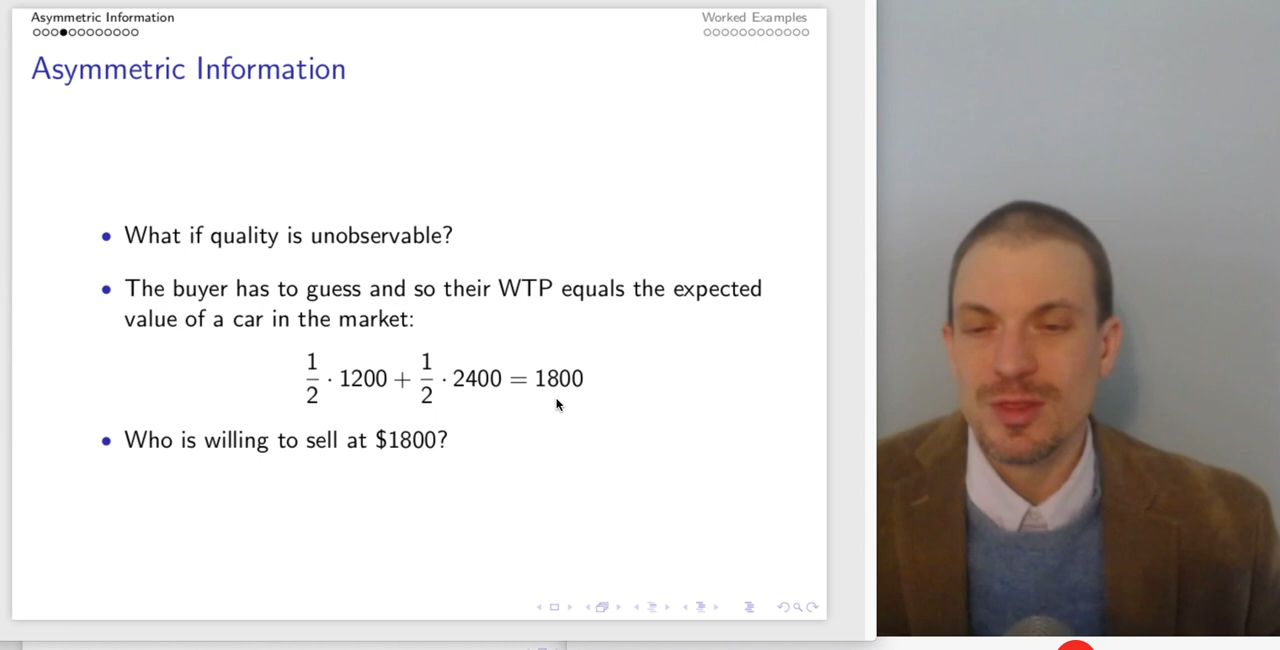 Asymmetric Information
Worked Examples
Asymmetric Information
• What if quality is unobservable?
• The buyer has to guess and so their WTP equals the expected
value of a car in the market:
1/2 · 1200 + 1/2 · 2400 = 1800
• Who is willing to sell at $1800?